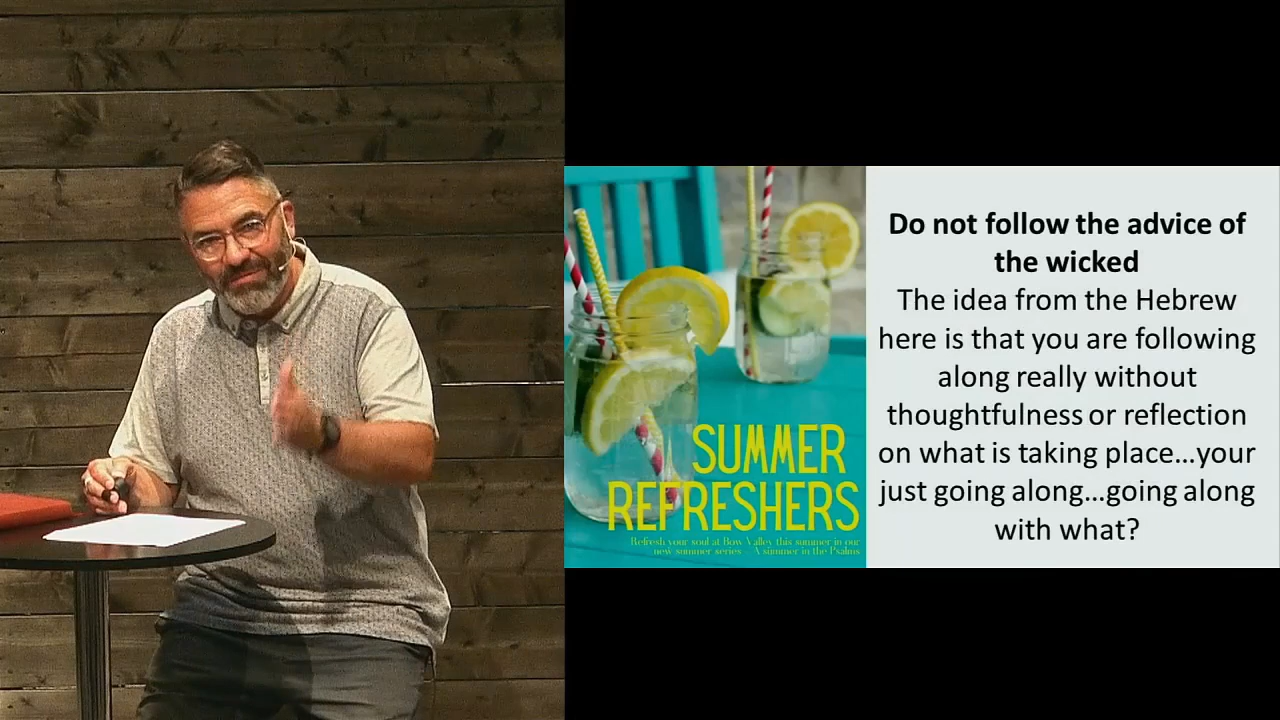 SUMMER
REFRESHERS
Refresh your soul at Bow Valley this summer in our
new summer series - A summer in the Psalms
Do not follow the advice of
the wicked
The idea from the Hebrew
here is that you are following
along really without
thoughtfulness or reflection
on what is taking place...your
just going along...going along
with what?